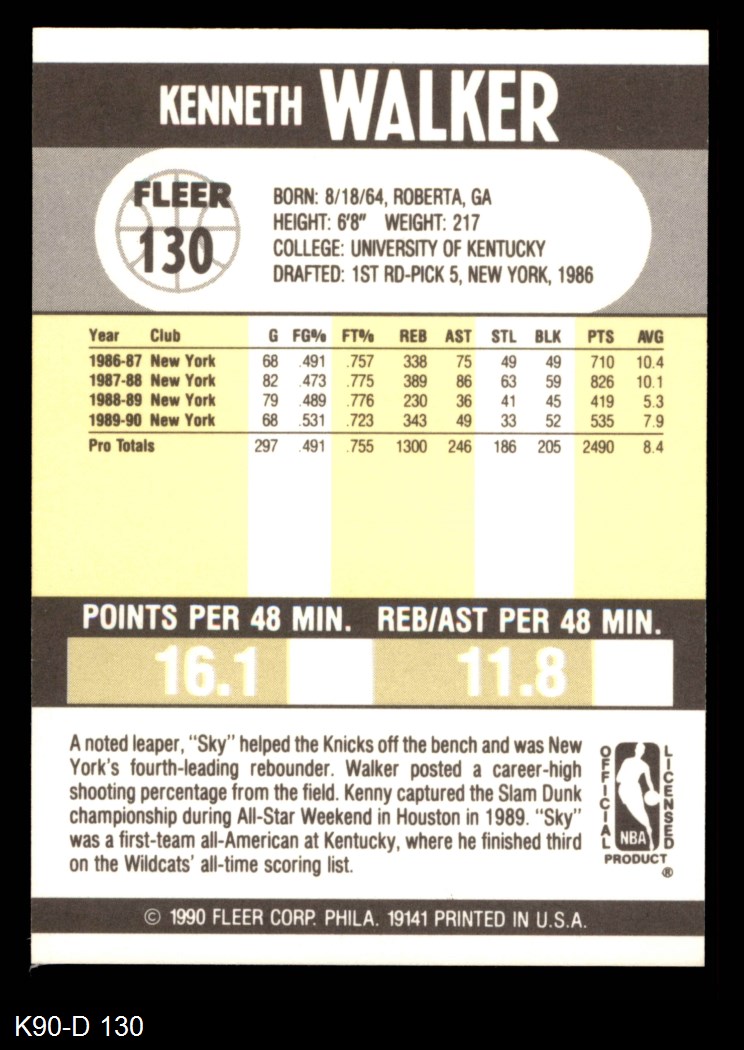 KENNETH WALKER
FLEER
130
BORN: 8/18/64, ROBERTA, GA
HEIGHT: 6'8" WEIGHT: 217
COLLEGE: UNIVERSITY OF KENTUCKY
DRAFTED: 1ST RD-PICK 5, NEW YORK, 1986
Year Club G FG% FT% REB AST STL BLK PTS AVG
1986-87 New York 68 .491 .757 338 75 49 49 710 10.4
1987-88 New York 82 .473 .775 389 86 63 59 826 10.1
1988-89 New York 79 .489 .776 230 36 41 45 419 5.3
1989-90 New York 68 .531 .723 343 49 33 52 535 7.9
Pro Totals 297 .491 .755 1300 246 186 205 2490 8.4
POINTS PER 48 MIN. REB/AST PER 48 MIN.
16.1 11.8
A noted leaper, "Sky" helped the Knicks off the bench and was New
York's fourth-leading rebounder. Walker posted a career-high
shooting percentage from the field. Kenny captured the Slam Dunk
championship during All-Star Weekend in Houston in 1989. "Sky"
was a first-team all-American at Kentucky, where he finished third
on the Wildcats' all-time scoring list.
OFFICIAL
LICENSED
NBA
PRODUCT
®
© 1990 FLEER CORP. PHILA. 19141 PRINTED IN U.S.A.
K90-D 130